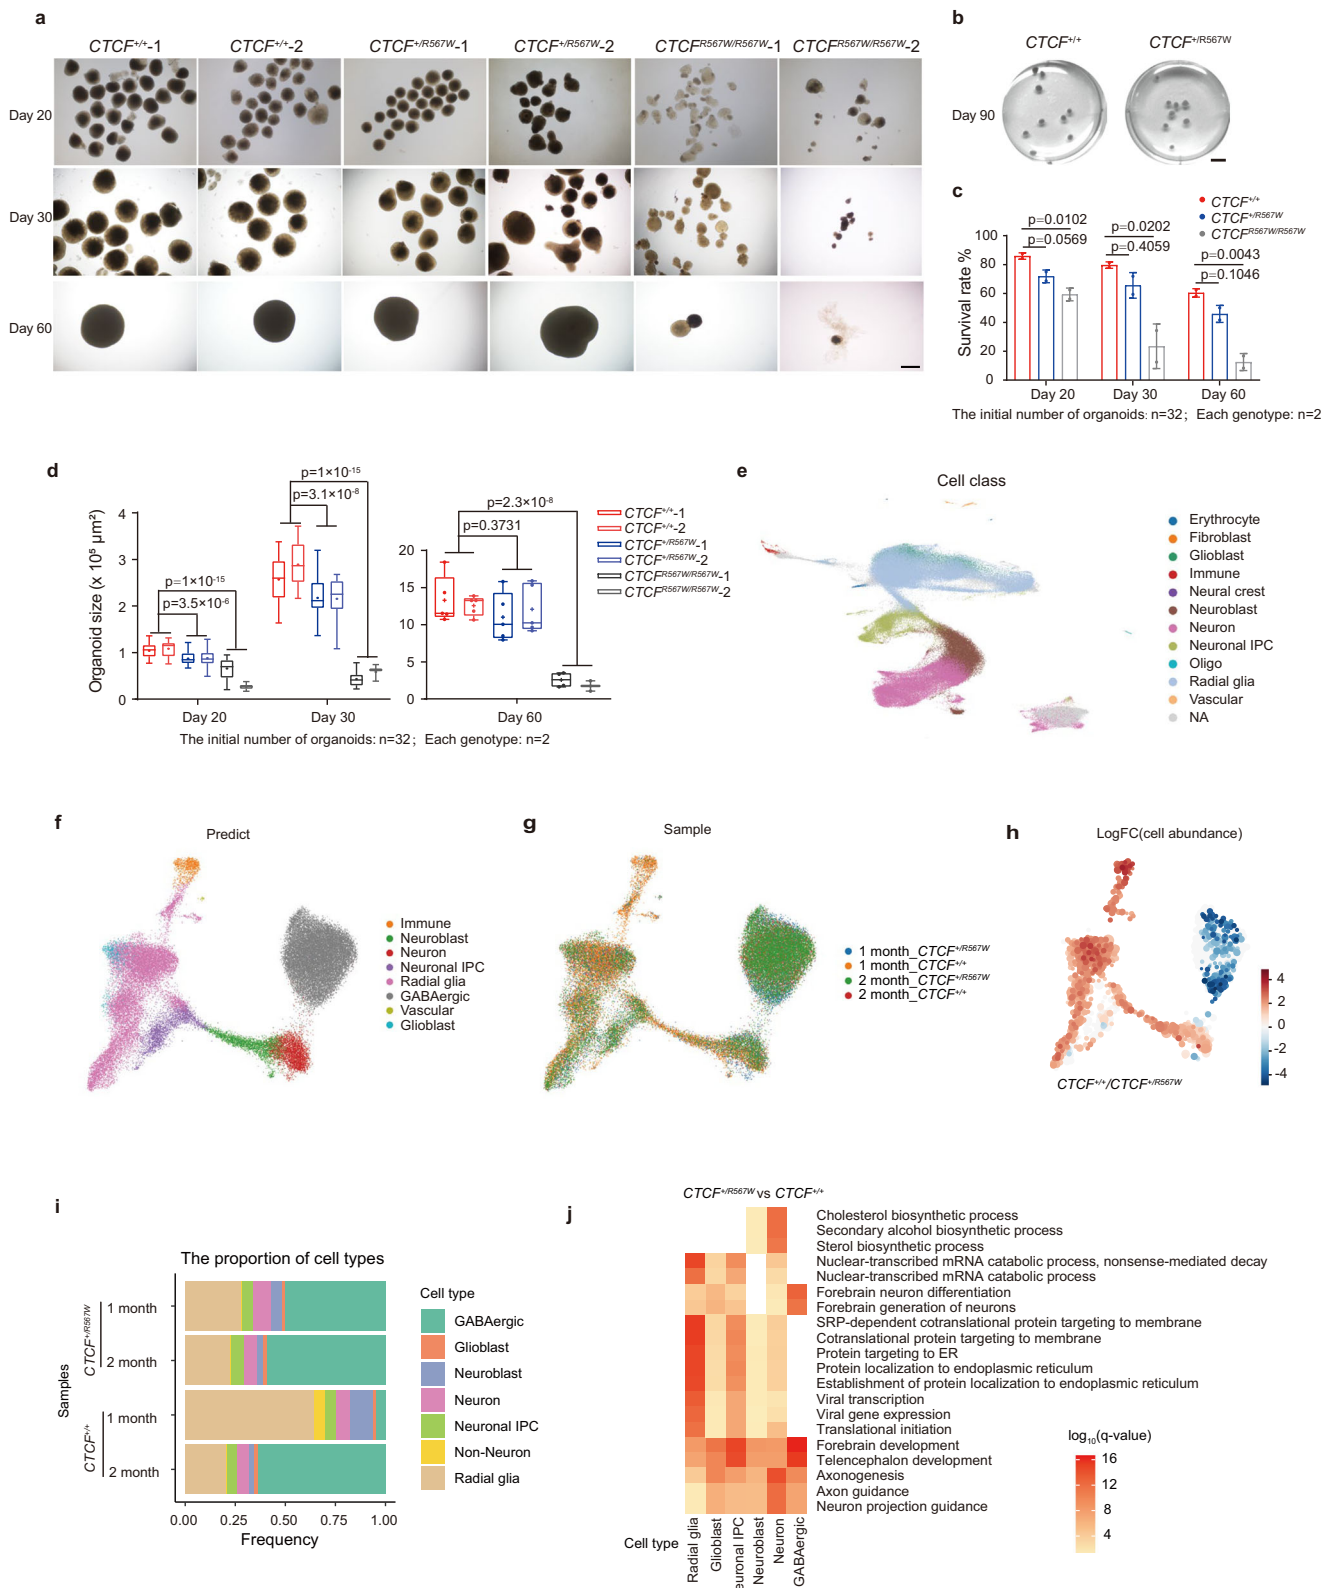 a
CTCF+/+-1
CTCF+/+-2
CTCF+/R567W-1
CTCF+/R567W-2
CTCFR567W/R567W-1
CTCFR567W/R567W-2
Day 20
Day 30
Day 60
b
CTCF+/+
CTCF+/R567W
Day 90
c
CTCF+/+
CTCF+/R567W
CTCFR567W/R567W
p=0.0102
p=0.0569
p=0.0202
p=0.4059
p=0.0043
p=0.1046
Survival rate %
100
80
60
40
20
0
Day 20
Day 30
Day 60
The initial number of organoids: n=32; Each genotype: n=2
d
p=1×10-15
p=3.1×10-8
p=1×10-15
p=3.5×10-6
p=2.3×10-8
p=0.3731
Organoid size (x 10⁵ μm²)
4
3
2
1
0
20
15
10
5
0
Day 20
Day 30
Day 60
CTCF+/+-1
CTCF+/+-2
CTCF+/R567W-1
CTCF+/R567W-2
CTCFR567W/R567W-1
CTCFR567W/R567W-2
The initial number of organoids: n=32; Each genotype: n=2
e
Cell class
Erythrocyte
Fibroblast
Glioblast
Immune
Neural crest
Neuroblast
Neuron
Neuronal IPC
Oligo
Radial glia
Vascular
NA
f
Predict
Immune
Neuroblast
Neuron
Neuronal IPC
Radial glia
GABAergic
Vascular
Glioblast
g
Sample
1 month_CTCF+/R567W
1 month_CTCF+/+
2 month_CTCF+/R567W
2 month_CTCF+/+
h
LogFC(cell abundance)
4
2
0
-2
-4
CTCF+/+/CTCF+/R567W
i
The proportion of cell types
Samples
CTCF+/R567W
CTCF+/+
1 month
2 month
1 month
2 month
0.00
0.25
0.50
0.75
1.00
Frequency
Cell type
GABAergic
Glioblast
Neuroblast
Neuron
Neuronal IPC
Non-Neuron
Radial glia
j
CTCF+/R567W vs CTCF+/+
Cholesterol biosynthetic process
Secondary alcohol biosynthetic process
Sterol biosynthetic process
Nuclear-transcribed mRNA catabolic process, nonsense-mediated decay
Nuclear-transcribed mRNA catabolic process
Forebrain neuron differentiation
Forebrain generation of neurons
SRP-dependent cotranslational protein targeting to membrane
Cotranslational protein targeting to membrane
Protein targeting to ER
Protein localization to endoplasmic reticulum
Establishment of protein localization to endoplasmic reticulum
Viral transcription
Viral gene expression
Translational initiation
Forebrain development
Telencephalon development
Axonogenesis
Axon guidance
Neuron projection guidance
Cell type
Radial glia
Glioblast
euronal IPC
Neuroblast
Neuron
GABAergic
log10(q-value)
16
12
8
4